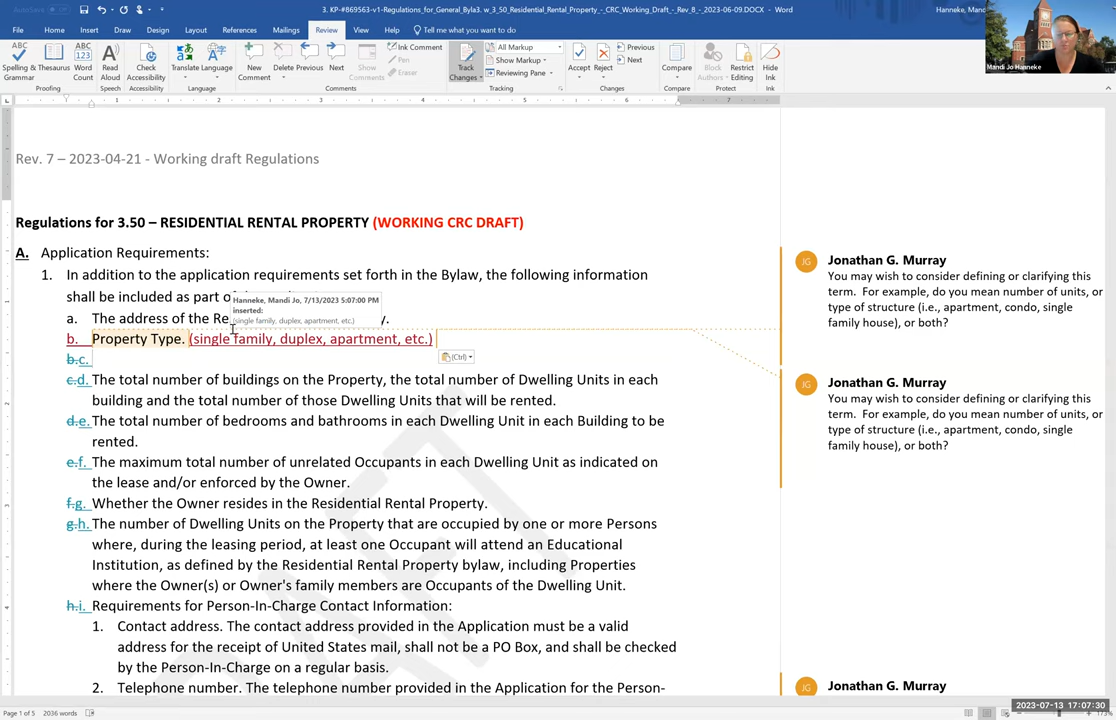 AutoSave
3. KP-#869563-v1-Regulations_for_General_Byla3. w_3_50_Residential_Rental_Property_-_CRC_Working_Draft_-_Rev_8_-_2023-06-09.DOCX - Word
Hanneke, Mand
File Home Insert Draw Design Layout References Mailings Review View Help Tell me what you want to do
Spelling & Grammar
Thesaurus
Word Count
Read Aloud
Check Accessibility
Translate
Language
New Comment
Delete
Previous
Next
Show Comments
Ink Comment
Pen
Eraser
Track Changes
All Markup
Show Markup
Reviewing Pane
Accept
Reject
Previous
Next
Compare
Block Authors
Restrict Editing
Hide Ink
Proofing Speech Accessibility Language Comments Tracking Changes Compare Protect Ink
Mandi Jo Hanneke
Rev. 7 – 2023-04-21 - Working draft Regulations
Regulations for 3.50 – RESIDENTIAL RENTAL PROPERTY (WORKING CRC DRAFT)
A. Application Requirements:
1. In addition to the application requirements set forth in the Bylaw, the following information
shall be included as part of
Hanneke, Mandi Jo, 7/13/2023 5:07:00 PM
inserted:
(single family, duplex, apartment, etc.)
a. The address of the Re y.
b. Property Type. (single family, duplex, apartment, etc.)
b.c.
(Ctrl)
c.d. The total number of buildings on the Property, the total number of Dwelling Units in each
building and the total number of those Dwelling Units that will be rented.
d.e. The total number of bedrooms and bathrooms in each Dwelling Unit in each Building to be
rented.
e.f. The maximum total number of unrelated Occupants in each Dwelling Unit as indicated on
the lease and/or enforced by the Owner.
f.g. Whether the Owner resides in the Residential Rental Property.
g.h. The number of Dwelling Units on the Property that are occupied by one or more Persons
where, during the leasing period, at least one Occupant will attend an Educational
Institution, as defined by the Residential Rental Property bylaw, including Properties
where the Owner(s) or Owner's family members are Occupants of the Dwelling Unit.
h.i. Requirements for Person-In-Charge Contact Information:
1. Contact address. The contact address provided in the Application must be a valid
address for the receipt of United States mail, shall not be a PO Box, and shall be checked
by the Person-In-Charge on a regular basis.
2. Telephone number. The telephone number provided in the Application for the Person-
JG Jonathan G. Murray
You may wish to consider defining or clarifying this
term. For example, do you mean number of units, or
type of structure (i.e., apartment, condo, single
family house), or both?
JG Jonathan G. Murray
You may wish to consider defining or clarifying this
term. For example, do you mean number of units, or
type of structure (i.e., apartment, condo, single
family house), or both?
JG Jonathan G. Murray
Page 1 of 5 2036 words
2023-07-13 17:07:30